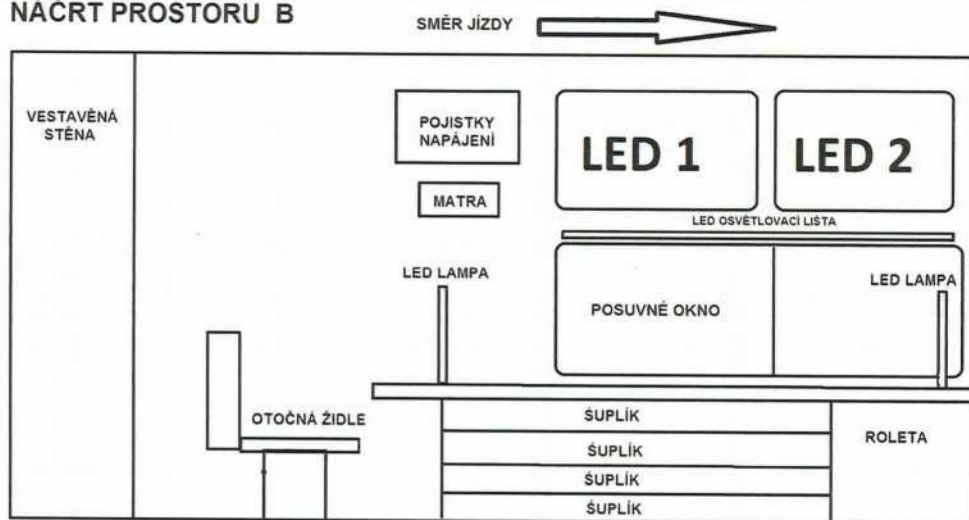 NÁČRT PROSTORU B
SMĚR JÍZDY
VESTAVĚNÁ
STĚNA
POJISTKY
NAPÁJENÍ
LED 1
LED 2
MATRA
LED OSVĚTLOVACÍ LIŠTA
LED LAMPA
LED LAMPA
POSUVNÉ OKNO
OTOČNÁ ŽIDLE
ŠUPLÍK
ROLETA
ŠUPLÍK
ŠUPLÍK
ŠUPLÍK